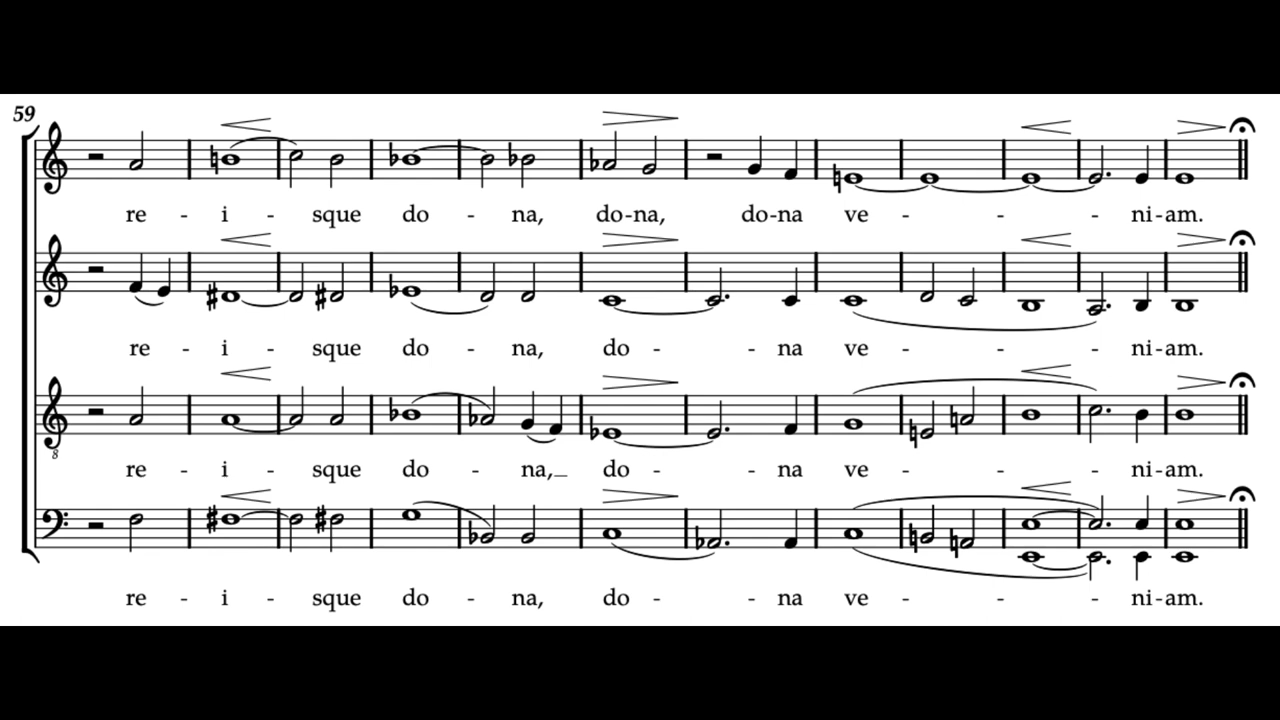 59
re - i - sque do - na, do-na, do-na ve - - - ni-am.
re - i - sque do - na, do - - na ve - - - ni-am.
8
re - i - sque do - na,_ do - - na ve - - - ni-am.
re - i - sque do - na, do - - na ve - - - ni-am.